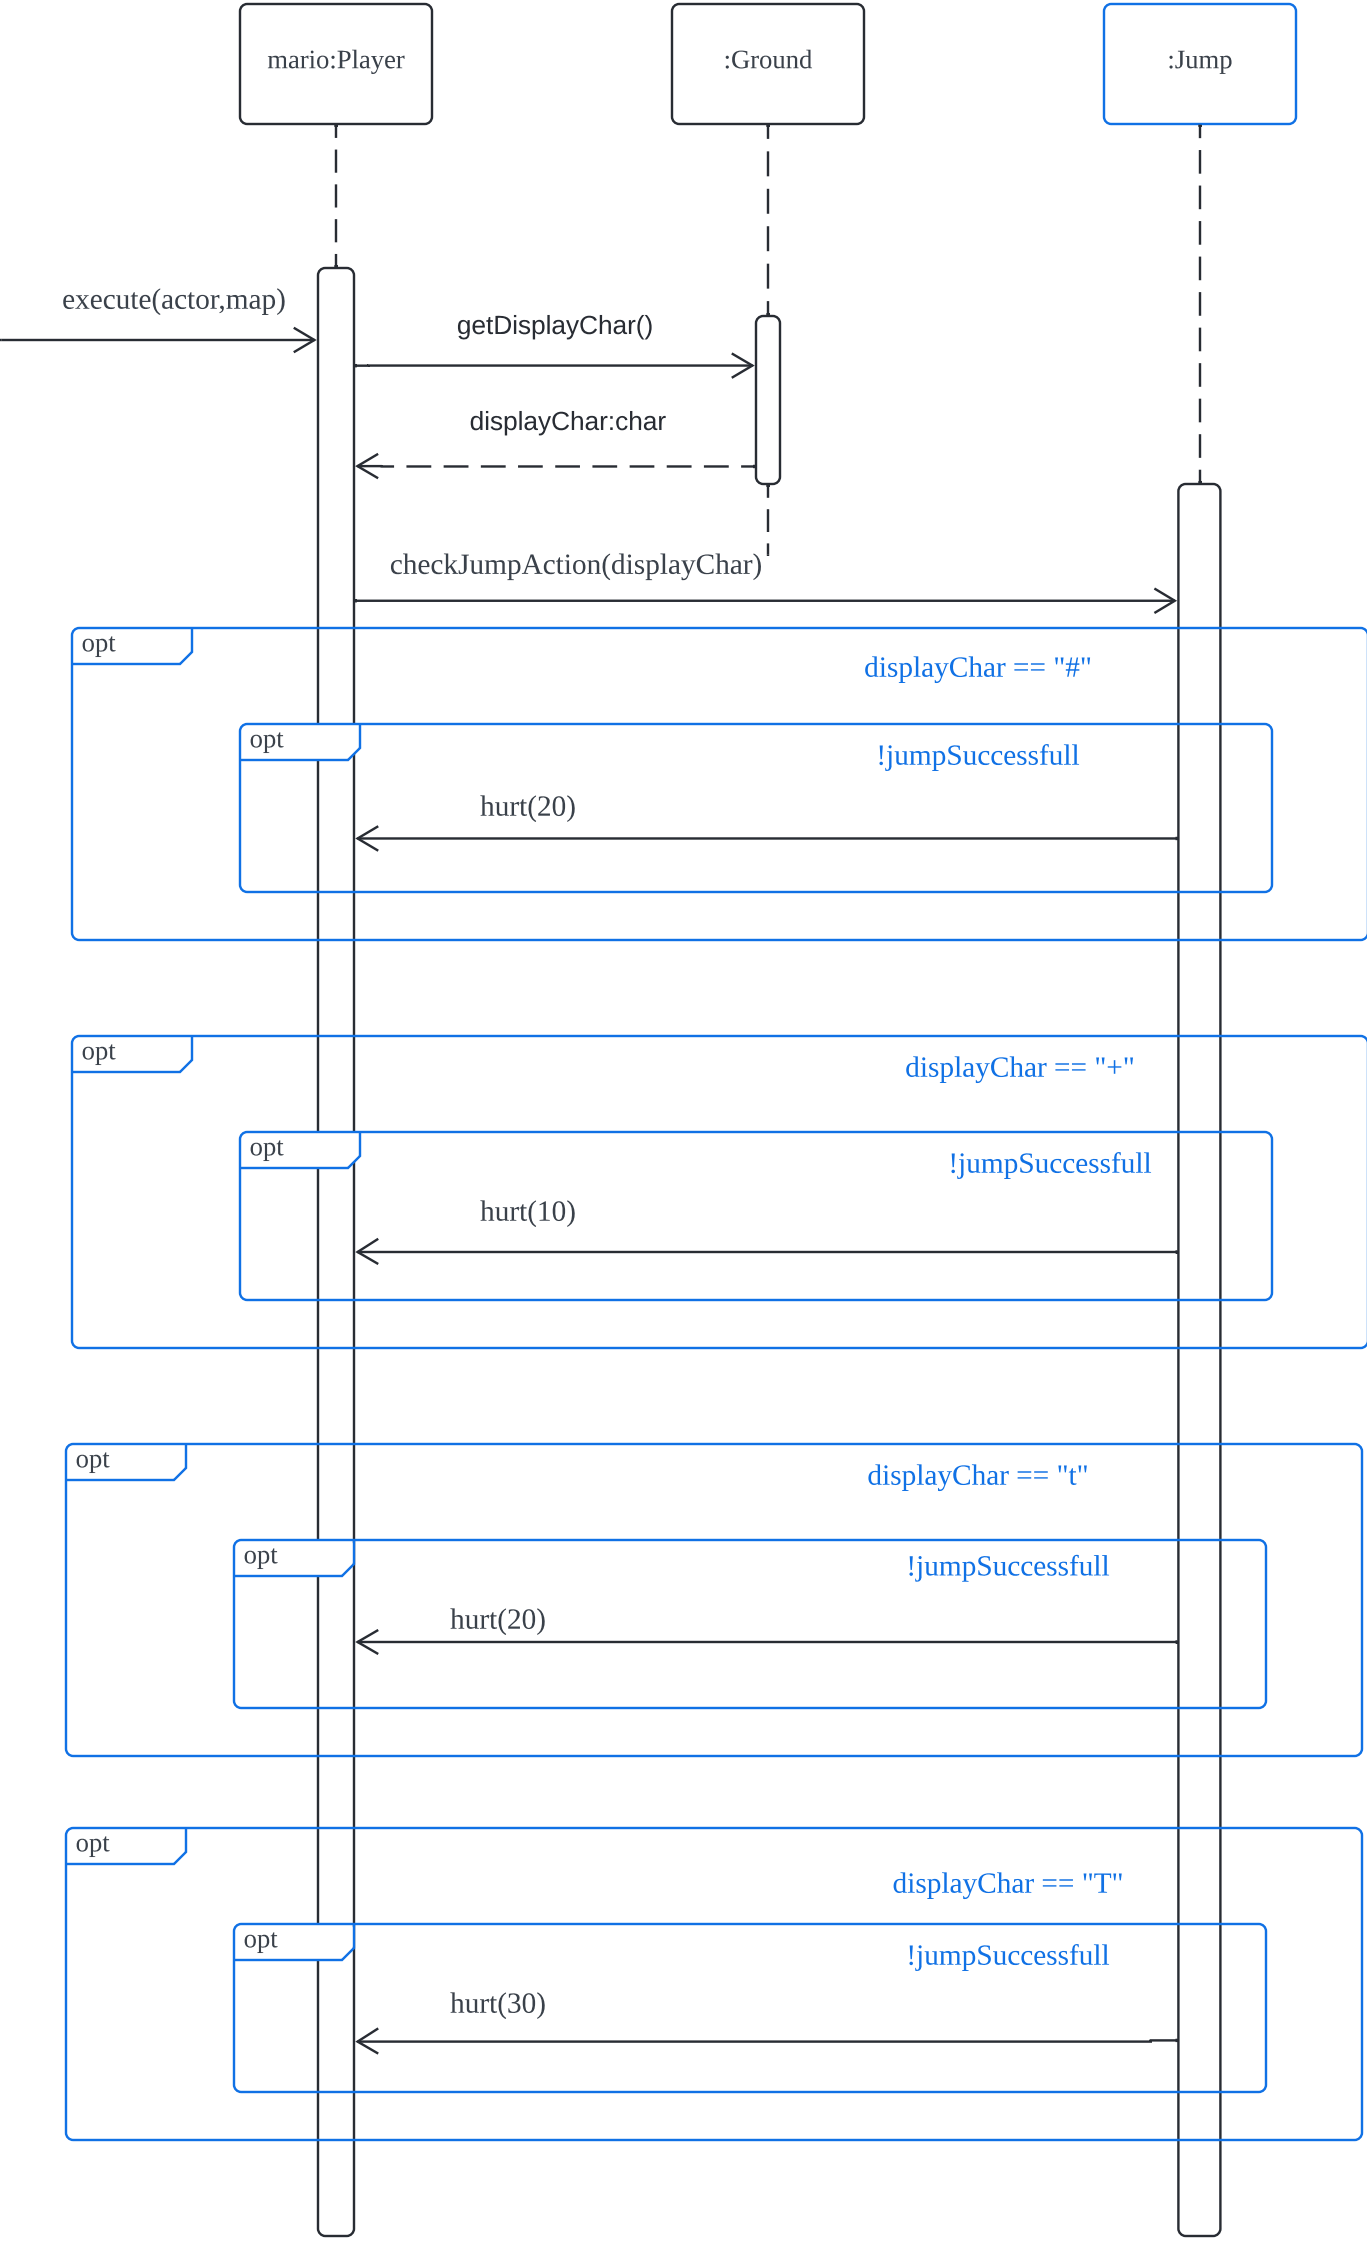 mario:Player
:Ground
:Jump
execute(actor,map)
getDisplayChar()
displayChar:char
checkJumpAction(displayChar)
opt
displayChar == "#"
opt
!jumpSuccessfull
hurt(20)
opt
displayChar == "+"
opt
!jumpSuccessfull
hurt(10)
opt
displayChar == "t"
opt
!jumpSuccessfull
hurt(20)
opt
displayChar == "T"
opt
!jumpSuccessfull
hurt(30)